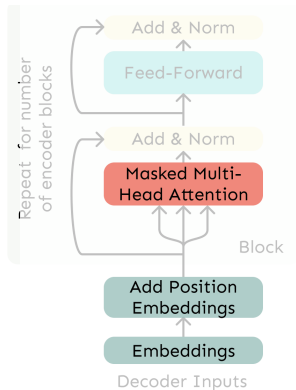 Add & Norm
Feed-Forward
Add & Norm
Masked Multi-
Head Attention
Repeat for number
of encoder blocks
Block
Add Position
Embeddings
Embeddings
Decoder Inputs